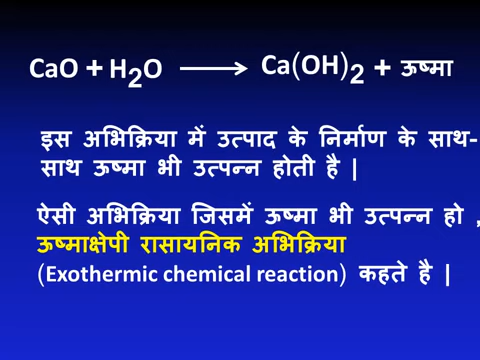 CaO + H2O ⟶ Ca(OH)2 + ऊष्मा
इस अभिक्रिया में उत्पाद के निर्माण के साथ-
साथ ऊष्मा भी उत्पन्न होती है |
ऐसी अभिक्रिया जिसमें ऊष्मा भी उत्पन्न हो ,
ऊष्माक्षेपी रासायनिक अभिक्रिया
(Exothermic chemical reaction) कहते है |